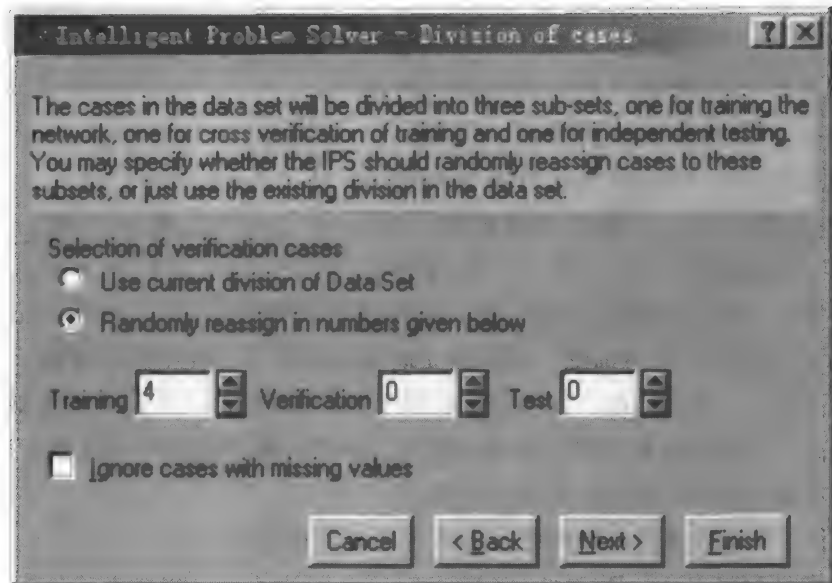 Intelligent Problem Solver - Division of cases
? X
The cases in the data set will be divided into three sub-sets, one for training the
network, one for cross verification of training and one for independent testing.
You may specify whether the IPS should randomly reassign cases to these
subsets, or just use the existing division in the data set.
Selection of verification cases
Use current division of Data Set
Randomly reassign in numbers given below
Training 4 Verification 0 Test 0
Ignore cases with missing values
Cancel < Back Next > Finish